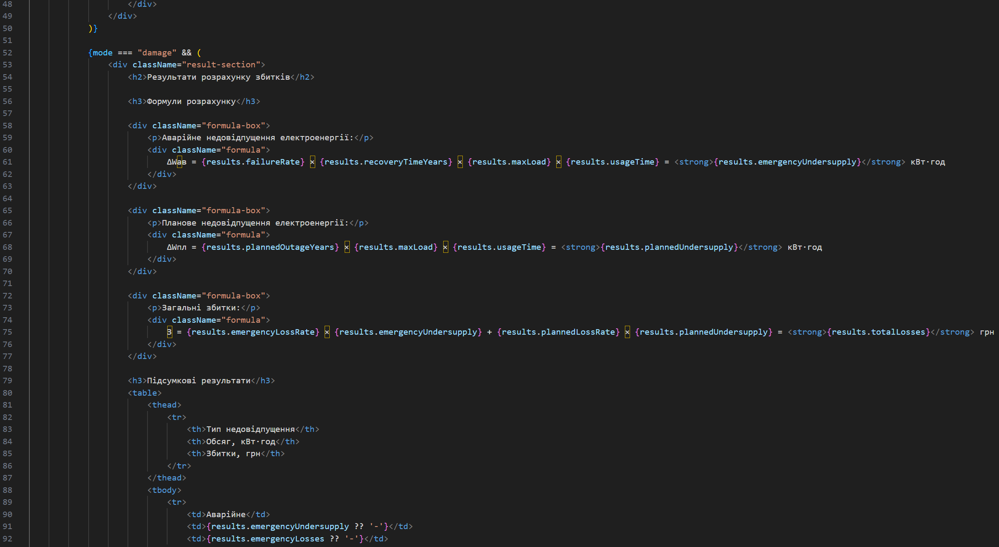 48 </div>
49 </div>
50 )}
51
52 {mode === "damage" && (
53 <div className="result-section">
54 <h2>Результати розрахунку збитків</h2>
55
56 <h3>Формули розрахунку</h3>
57
58 <div className="formula-box">
59 <p>Аварійне недовідпущення електроенергії:</p>
60 <div className="formula">
61 ΔWав = {results.failureRate} × {results.recoveryTimeYears} × {results.maxLoad} × {results.usageTime} = <strong>{results.emergencyUndersupply}</strong> кВт·год
62 </div>
63 </div>
64
65 <div className="formula-box">
66 <p>Планове недовідпущення електроенергії:</p>
67 <div className="formula">
68 ΔWпл = {results.plannedOutageYears} × {results.maxLoad} × {results.usageTime} = <strong>{results.plannedUndersupply}</strong> кВт·год
69 </div>
70 </div>
71
72 <div className="formula-box">
73 <p>Загальні збитки:</p>
74 <div className="formula">
75 З = {results.emergencyLossRate} × {results.emergencyUndersupply} + {results.plannedLossRate} × {results.plannedUndersupply} = <strong>{results.totalLosses}</strong> грн
76 </div>
77 </div>
78
79 <h3>Підсумкові результати</h3>
80 <table>
81 <thead>
82 <tr>
83 <th>Тип недовідпущення</th>
84 <th>Обсяг, кВт·год</th>
85 <th>Збитки, грн</th>
86 </tr>
87 </thead>
88 <tbody>
89 <tr>
90 <td>Аварійне</td>
91 <td>{results.emergencyUndersupply ?? '-'}</td>
92 <td>{results.emergencyLosses ?? '-'}</td>